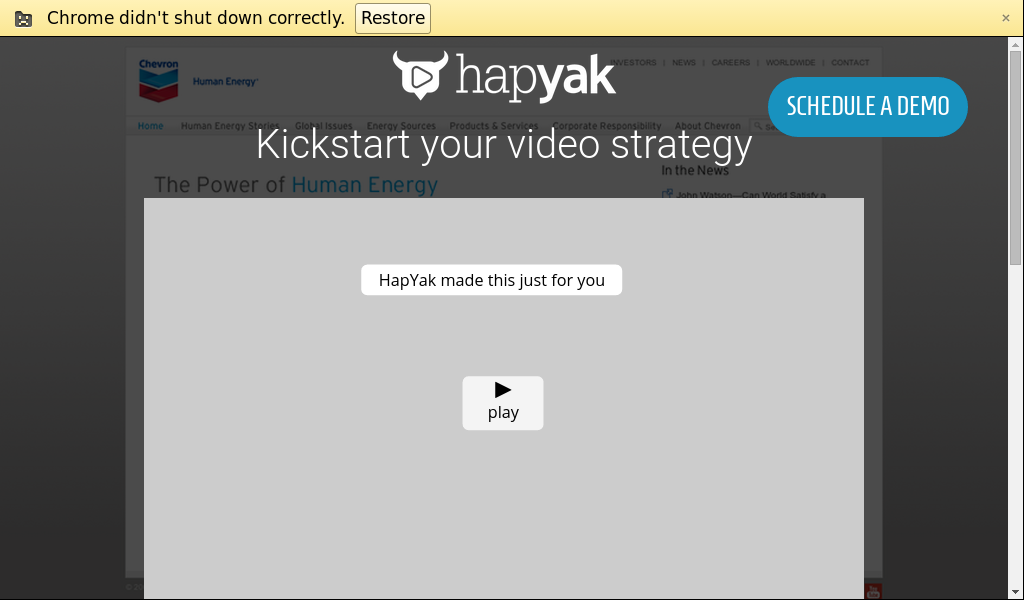 Chrome didn't shut down correctly. Restore ×
hapyak
INVESTORS | NEWS | CAREERS | WORLDWIDE | CONTACT
Chevron
Human Energy
SCHEDULE A DEMO
Home Human Energy Stories Global Issues Energy Sources Products & Services Corporate Responsibility About Chevron
Kickstart your video strategy
In the News
The Power of Human Energy
John Watson—Can World Satisfy a
HapYak made this just for you
play